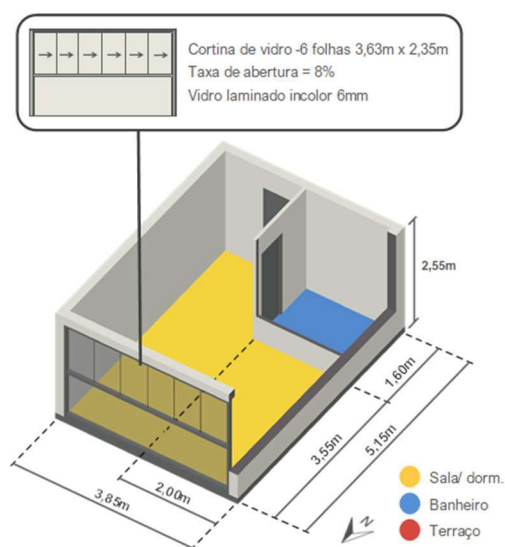 Cortina de vidro -6 folhas 3,63m x 2,35m
Taxa de abertura = 8%
Vidro laminado incolor 6mm
2,55m
1,60m
3,55m
5,15m
2,00m
3,85m
N
Sala/ dorm.
Banheiro
Terraço